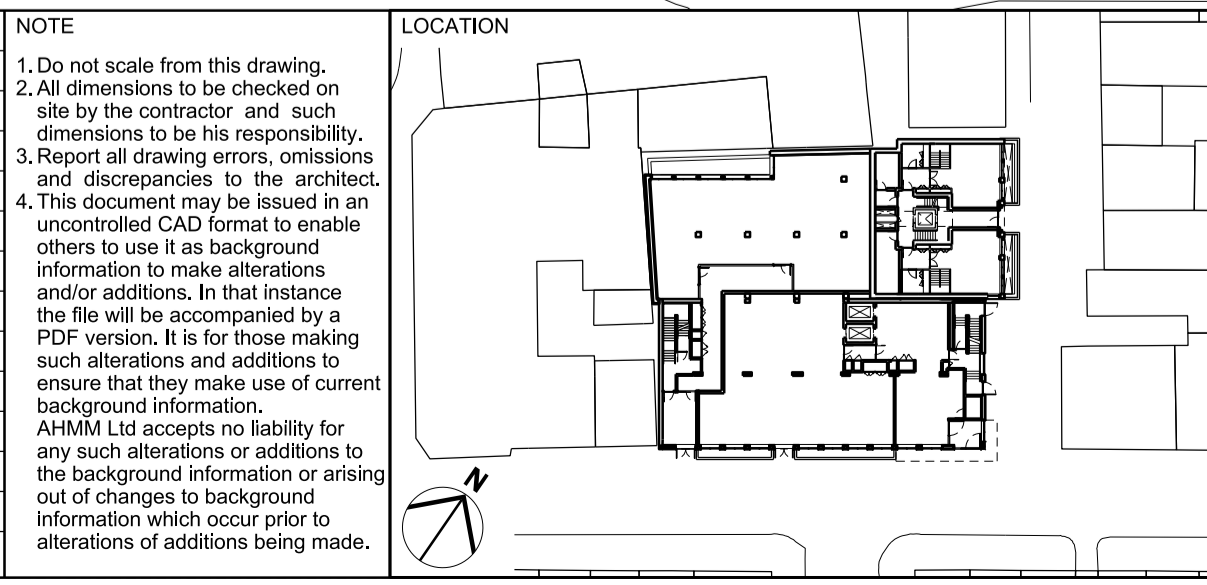 NOTE
1. Do not scale from this drawing.
2. All dimensions to be checked on
site by the contractor and such
dimensions to be his responsibility.
3. Report all drawing errors, omissions
and discrepancies to the architect.
4. This document may be issued in an
uncontrolled CAD format to enable
others to use it as background
information to make alterations
and/or additions. In that instance
the file will be accompanied by a
PDF version. It is for those making
such alterations and additions to
ensure that they make use of current
background information.
AHMM Ltd accepts no liability for
any such alterations or additions to
the background information or arising
out of changes to background
information which occur prior to
alterations of additions being made.
LOCATION
N